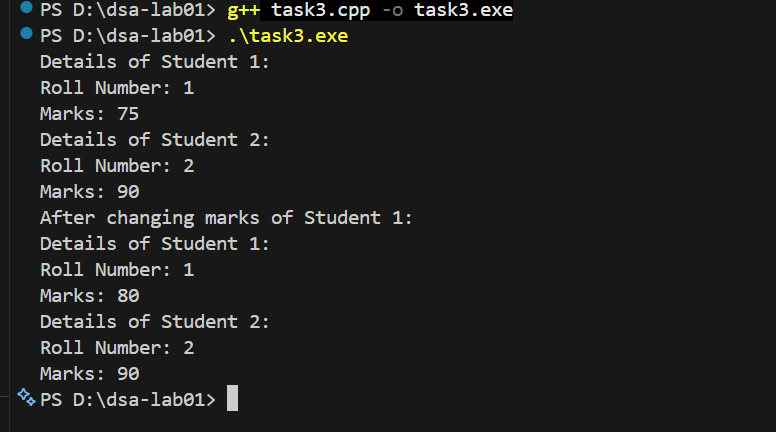 PS D:\dsa-lab01> g++ task3.cpp -o task3.exe
PS D:\dsa-lab01> .\task3.exe
Details of Student 1:
Roll Number: 1
Marks: 75
Details of Student 2:
Roll Number: 2
Marks: 90
After changing marks of Student 1:
Details of Student 1:
Roll Number: 1
Marks: 80
Details of Student 2:
Roll Number: 2
Marks: 90
PS D:\dsa-lab01>